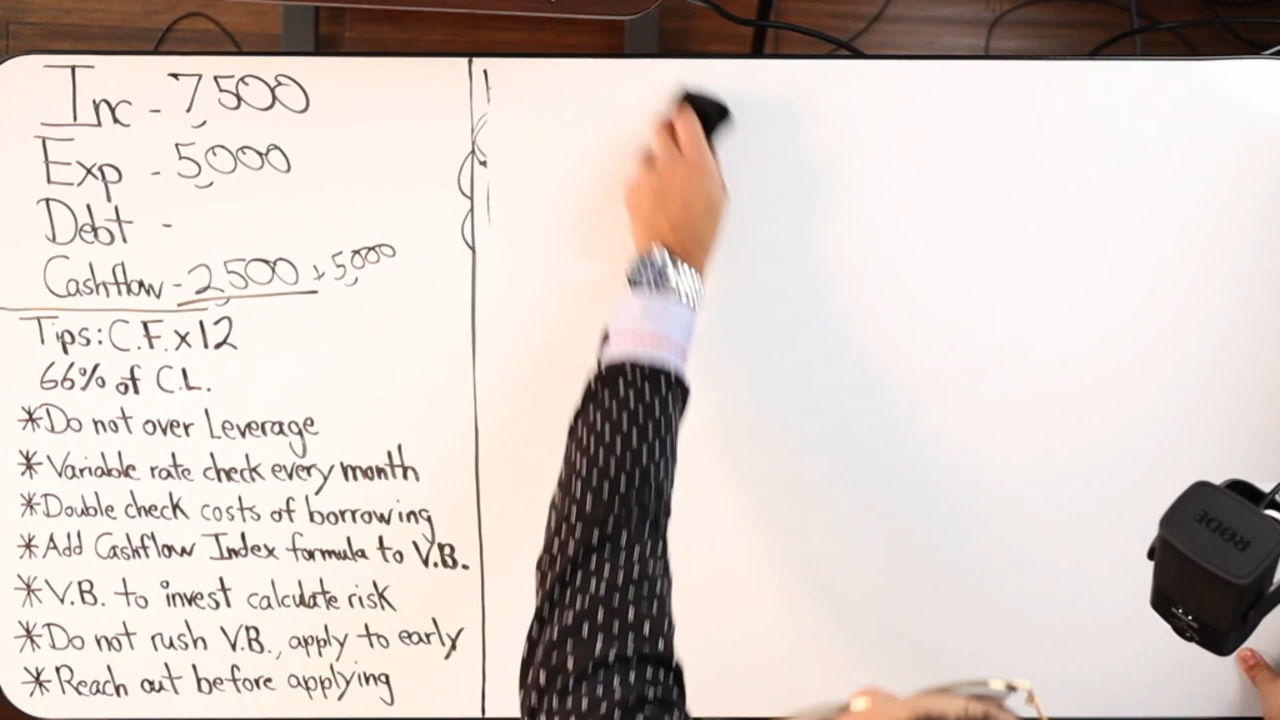 Inc - 7,500
Exp - 5,000
Debt -
Cashflow - 2,500 + 5,000
Tips: C.F. x 12
66% of C.L.
*Do not over Leverage
*Variable rate check every month
*Double check costs of borrowing
*Add Cashflow Index formula to V.B.
*V.B. to invest calculate risk
*Do not rush V.B., apply to early
*Reach out before applying
RØDE